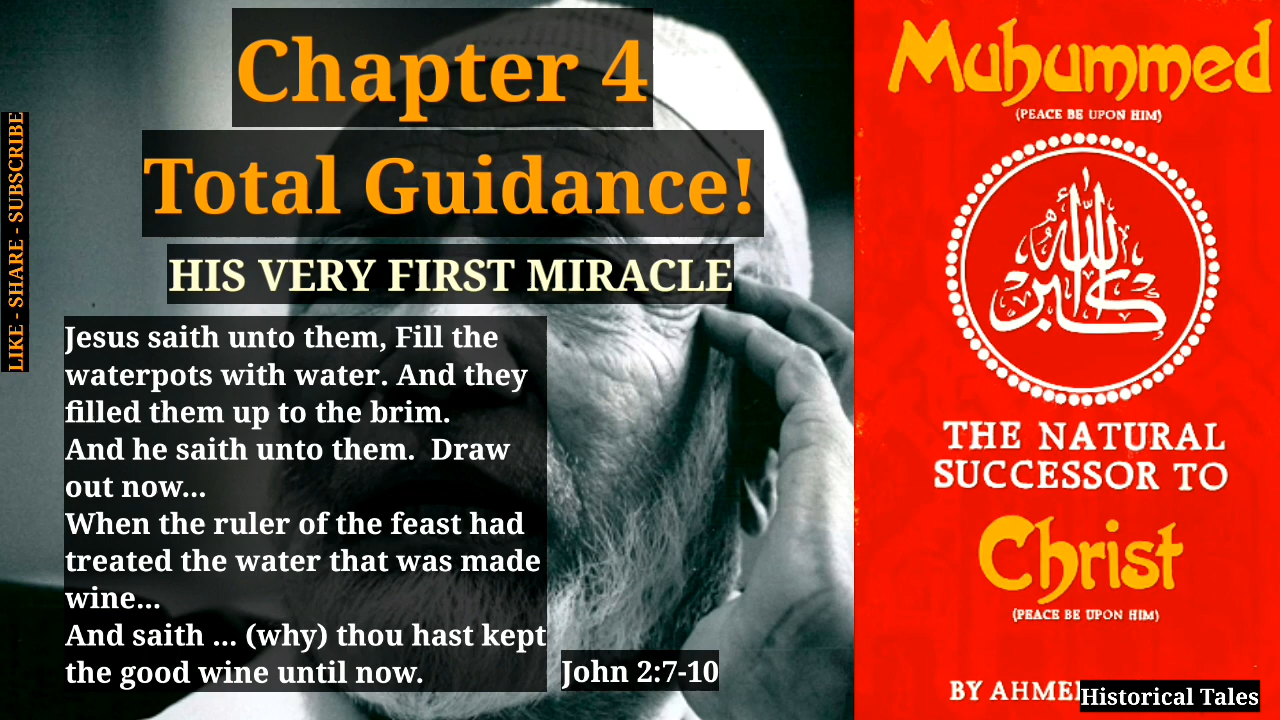 Chapter 4
Total Guidance!
HIS VERY FIRST MIRACLE
Jesus saith unto them, Fill the
waterpots with water. And they
filled them up to the brim.
And he saith unto them.  Draw
out now...
When the ruler of the feast had
treated the water that was made
wine...
And saith ... (why) thou hast kept
the good wine until now.
John 2:7-10
LIKE - SHARE - SUBSCRIBE
Muhummed
(PEACE BE UPON HIM)
الله اكبر
THE NATURAL
SUCCESSOR TO
Christ
(PEACE BE UPON HIM)
BY AHME
Historical Tales